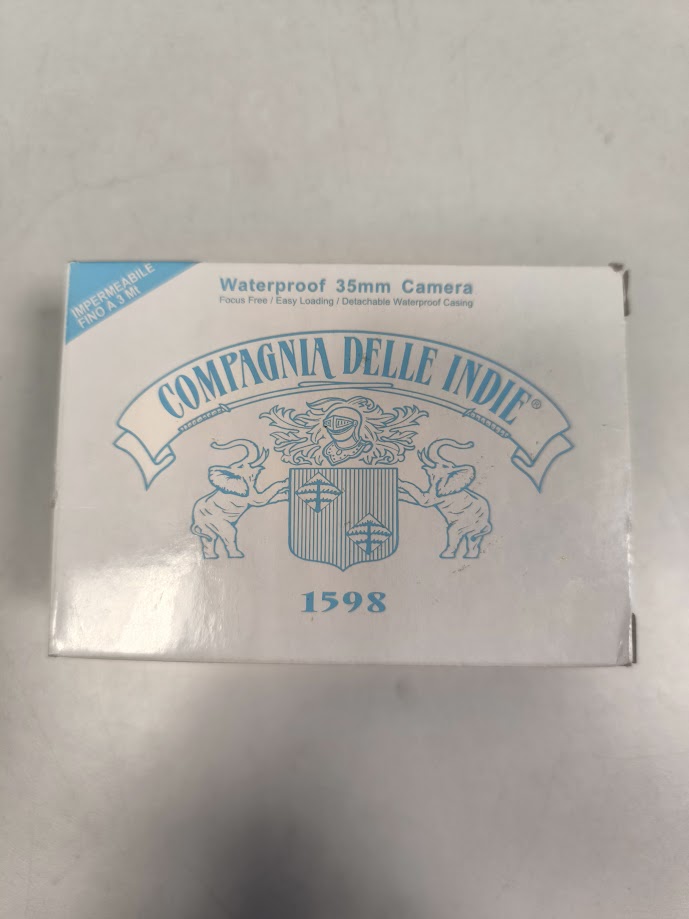 IMPERMEABILE
FINO A 3 Mt
Waterproof 35mm Camera
Focus Free / Easy Loading / Detachable Waterproof Casing
COMPAGNIA DELLE INDIE®
1598